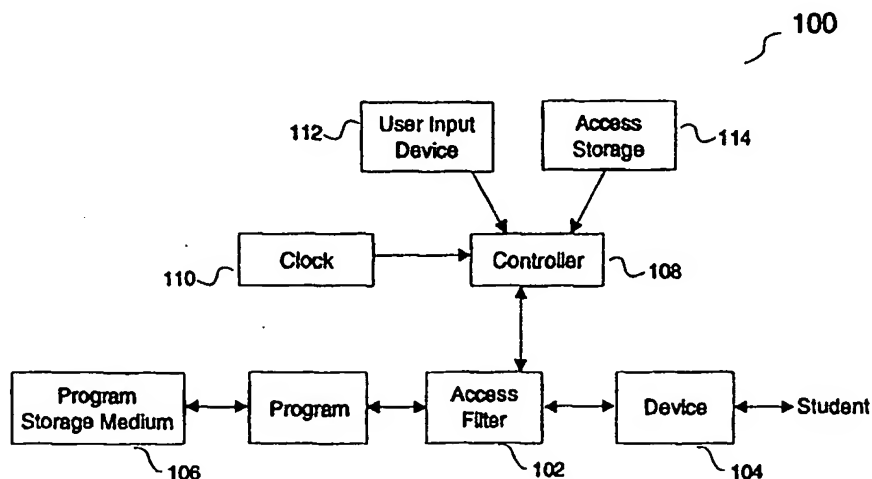 100
112
User Input
Device
Access
Storage
114
110
Clock
Controller
108
Program
Storage Medium
Program
Access
Filter
Device
Student
106
102
104